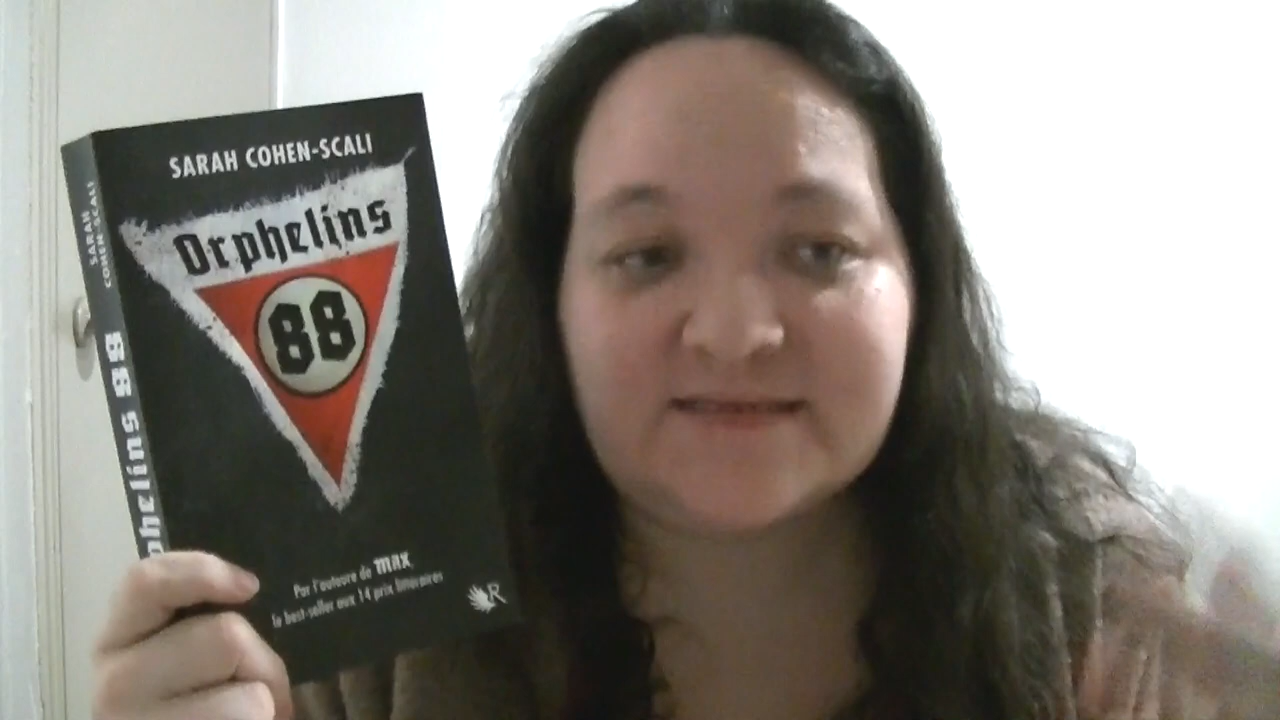 SARAH COHEN-SCALI
Orphelins
88
Par l'auteure de MAX
le best-seller aux 14 prix littéraires
R
SARAH
COHEN-SCALI
phelins 88